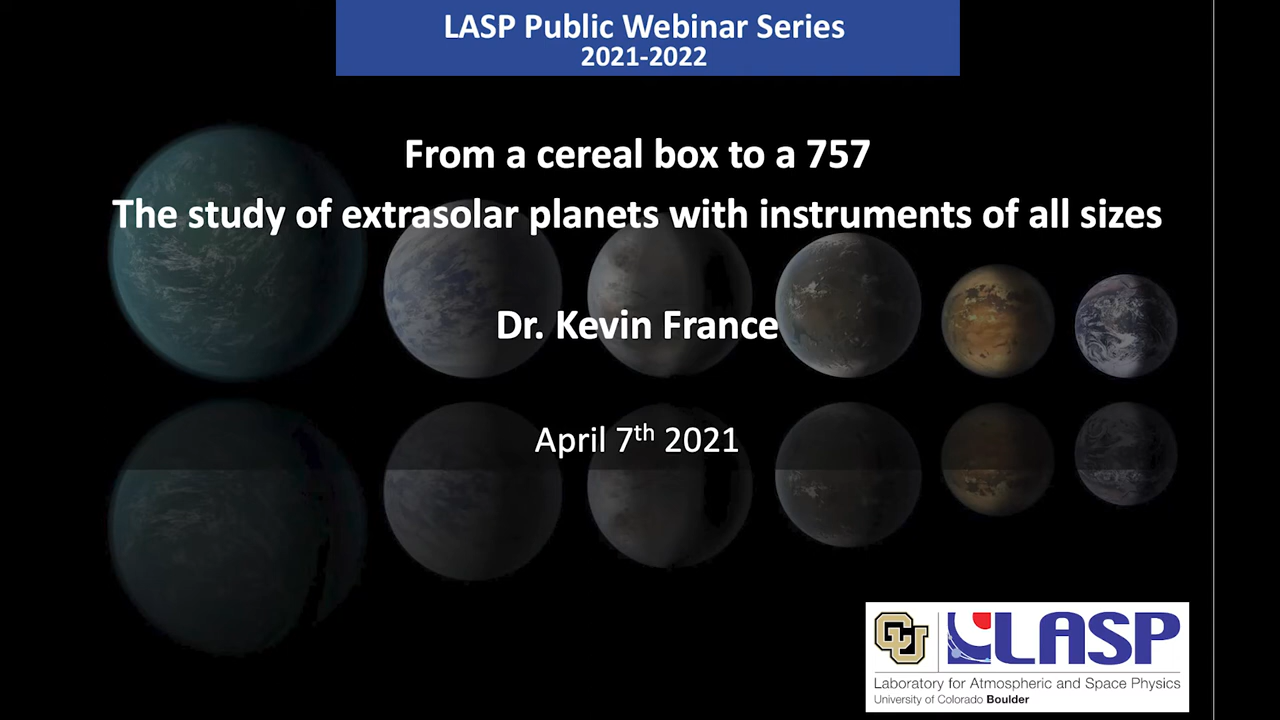 LASP Public Webinar Series
2021-2022
From a cereal box to a 757
The study of extrasolar planets with instruments of all sizes
Dr. Kevin France
April 7th 2021
CU
LASP
Laboratory for Atmospheric and Space Physics
University of Colorado Boulder